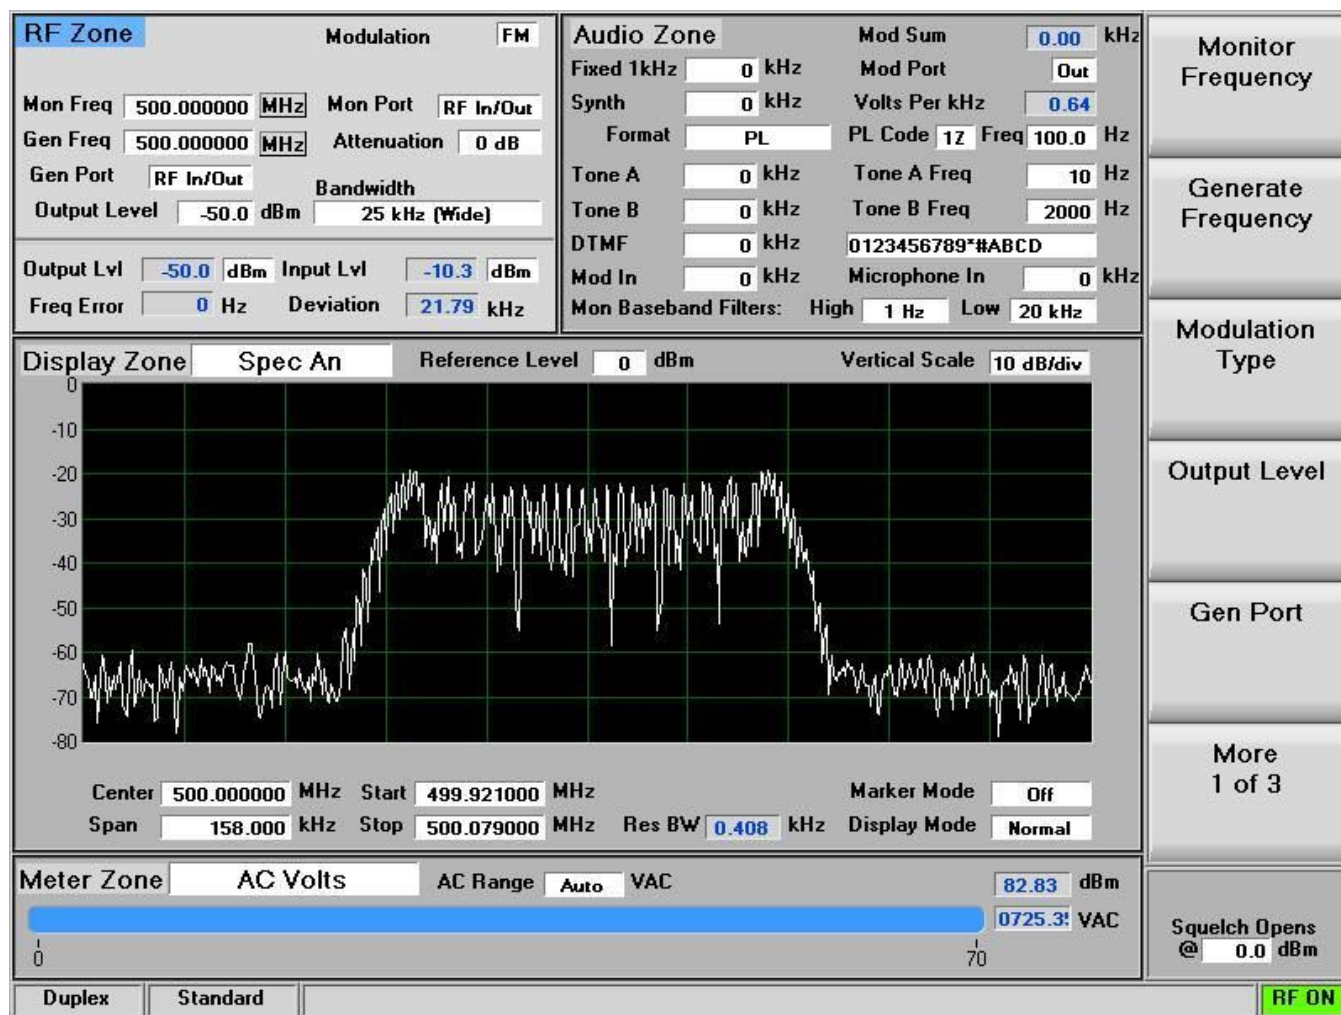 RF Zone Modulation FM
Mon Freq 500.000000 MHz Mon Port RF In/Out
Gen Freq 500.000000 MHz Attenuation 0 dB
Gen Port RF In/Out Bandwidth
Output Level -50.0 dBm 25 kHz (Wide)
Output Lvl -50.0 dBm Input Lvl -10.3 dBm
Freq Error 0 Hz Deviation 21.79 kHz
Audio Zone Mod Sum 0.00 kHz
Fixed 1kHz 0 kHz Mod Port Out
Synth 0 kHz Volts Per kHz 0.64
Format PL PL Code 1Z Freq 100.0 Hz
Tone A 0 kHz Tone A Freq 10 Hz
Tone B 0 kHz Tone B Freq 2000 Hz
DTMF 0 kHz 0123456789*#ABCD
Mod In 0 kHz Microphone In 0 kHz
Mon Baseband Filters: High 1 Hz Low 20 kHz
Display Zone Spec An Reference Level 0 dBm Vertical Scale 10 dB/div
0
-10
-20
-30
-40
-50
-60
-70
-80
Center 500.000000 MHz Start 499.921000 MHz Marker Mode Off
Span 158.000 kHz Stop 500.079000 MHz Res BW 0.408 kHz Display Mode Normal
Meter Zone AC Volts AC Range Auto VAC 82.83 dBm
VAC
0 70
Duplex Standard
Monitor
Frequency
Generate
Frequency
Modulation
Type
Output Level
Gen Port
More
1 of 3
Squelch Opens
@ 0.0 dBm
RF ON